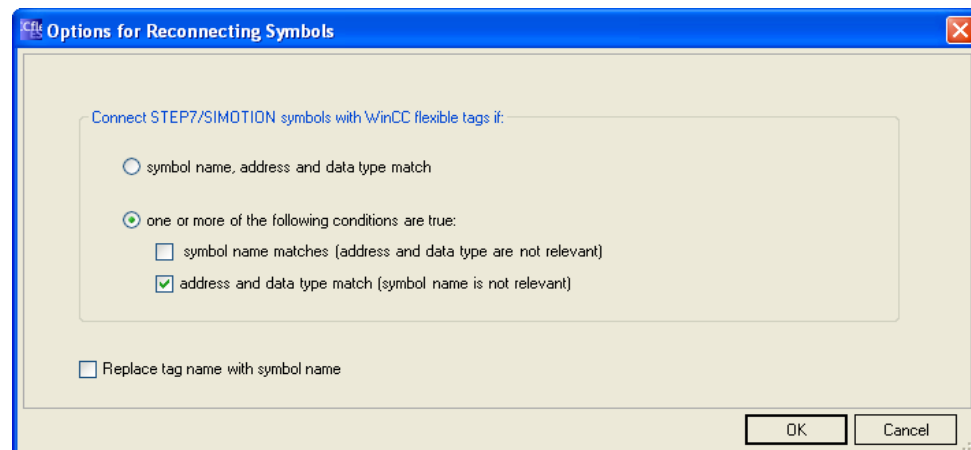 Cfle Options for Reconnecting Symbols
Connect STEP7/SIMOTION symbols with WinCC flexible tags if:
symbol name, address and data type match
one or more of the following conditions are true:
symbol name matches (address and data type are not relevant)
address and data type match (symbol name is not relevant)
Replace tag name with symbol name
OK Cancel